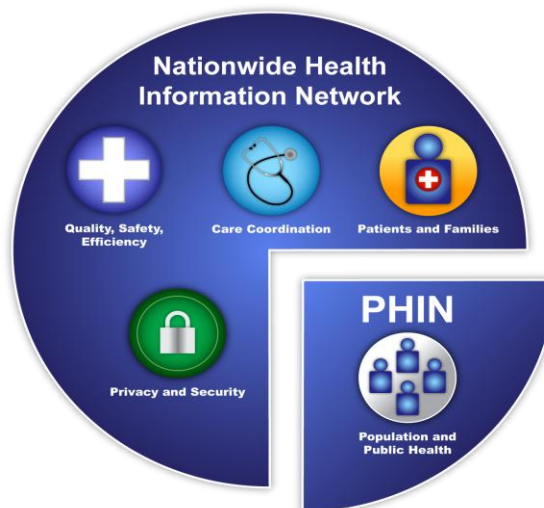 Nationwide Health
Information Network
Quality, Safety,
Efficiency
Care Coordination
Patients and Families
Privacy and Security
PHIN
Population and
Public Health